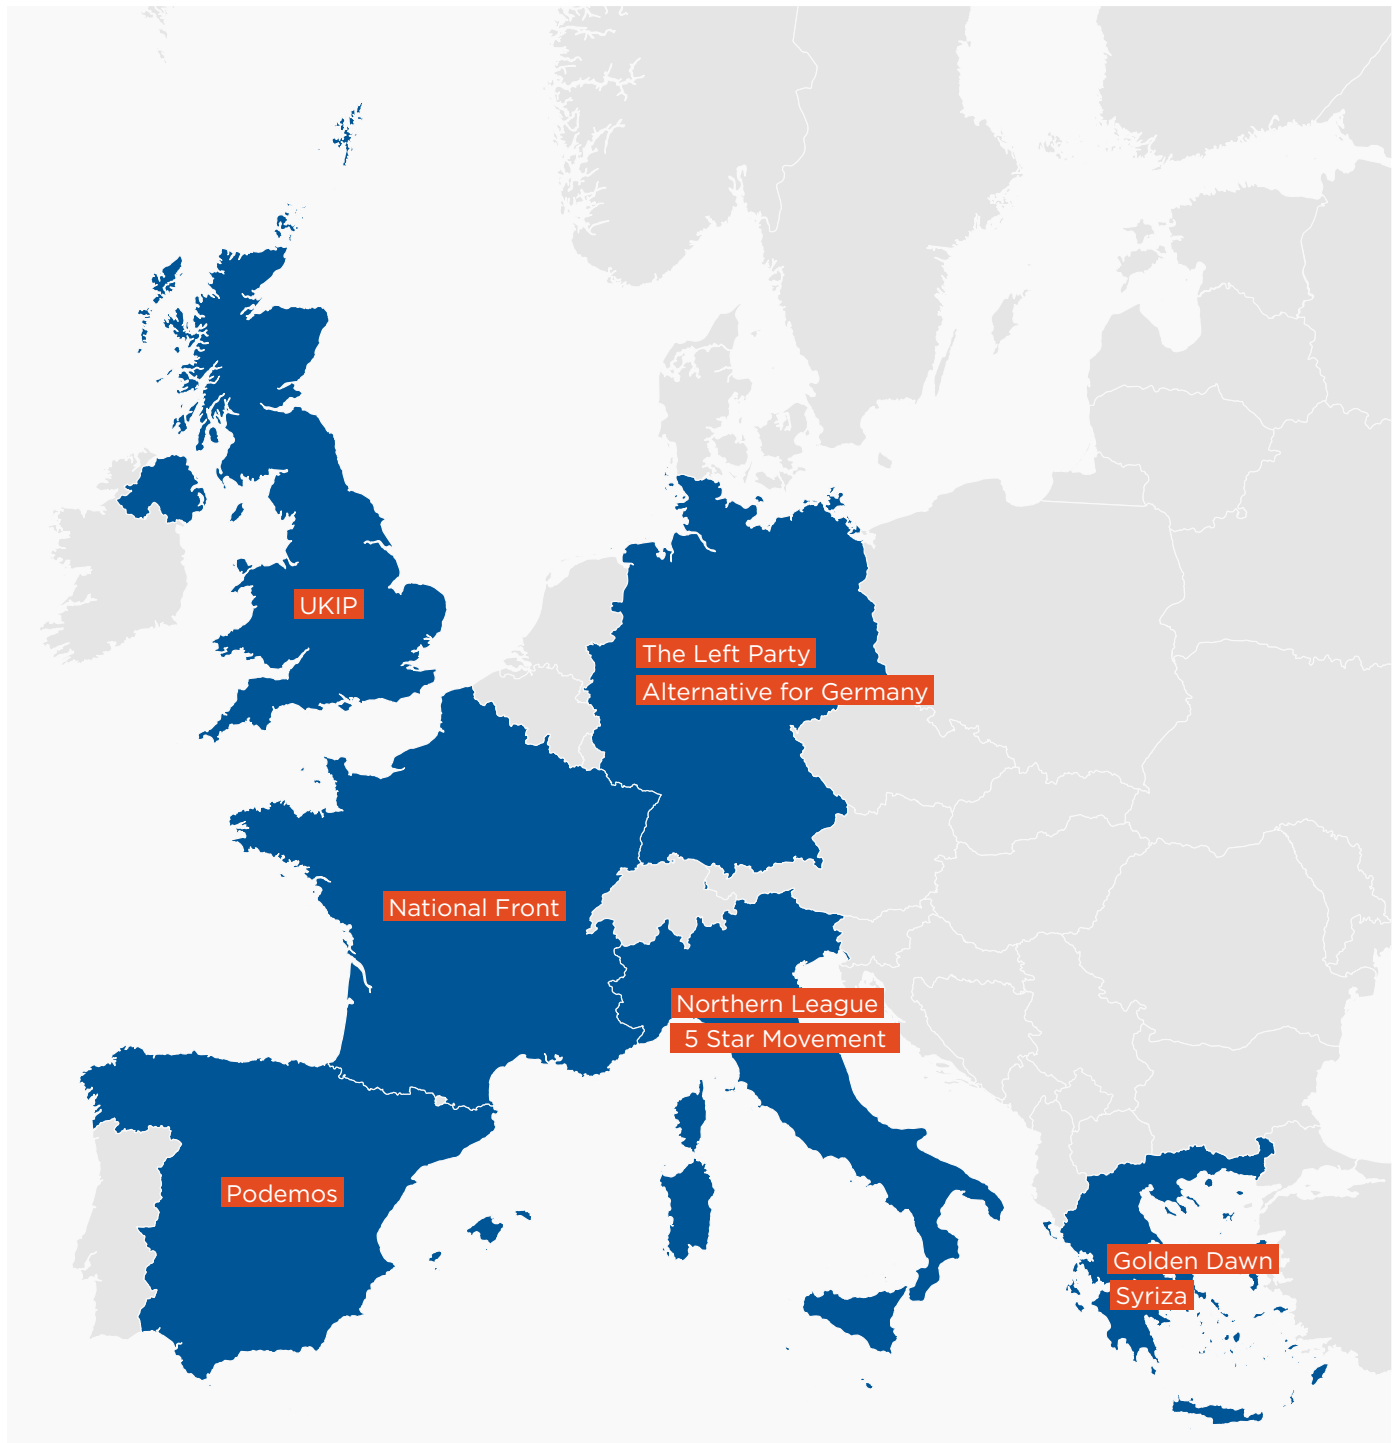 UKIP
The Left Party
Alternative for Germany
National Front
Northern League
5 Star Movement
Podemos
Golden Dawn
Syriza